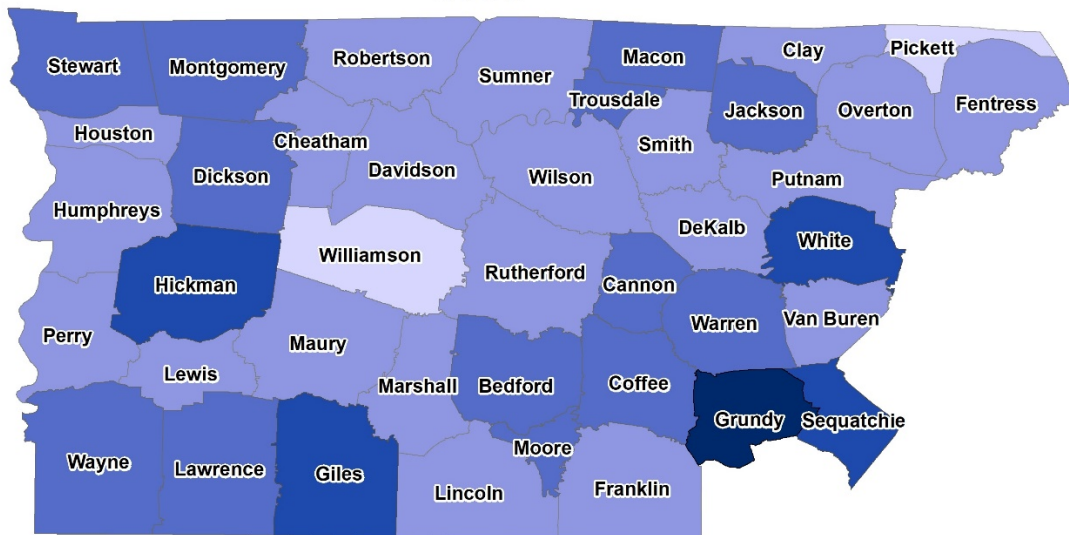 Stewart
Montgomery
Robertson
Sumner
Macon
Clay
Pickett
Trousdale
Jackson
Overton
Fentress
Houston
Cheatham
Davidson
Wilson
Smith
Dickson
Putnam
Humphreys
Williamson
Rutherford
DeKalb
White
Hickman
Cannon
Warren
Van Buren
Perry
Lewis
Maury
Marshall
Bedford
Coffee
Grundy
Sequatchie
Wayne
Lawrence
Giles
Moore
Lincoln
Franklin